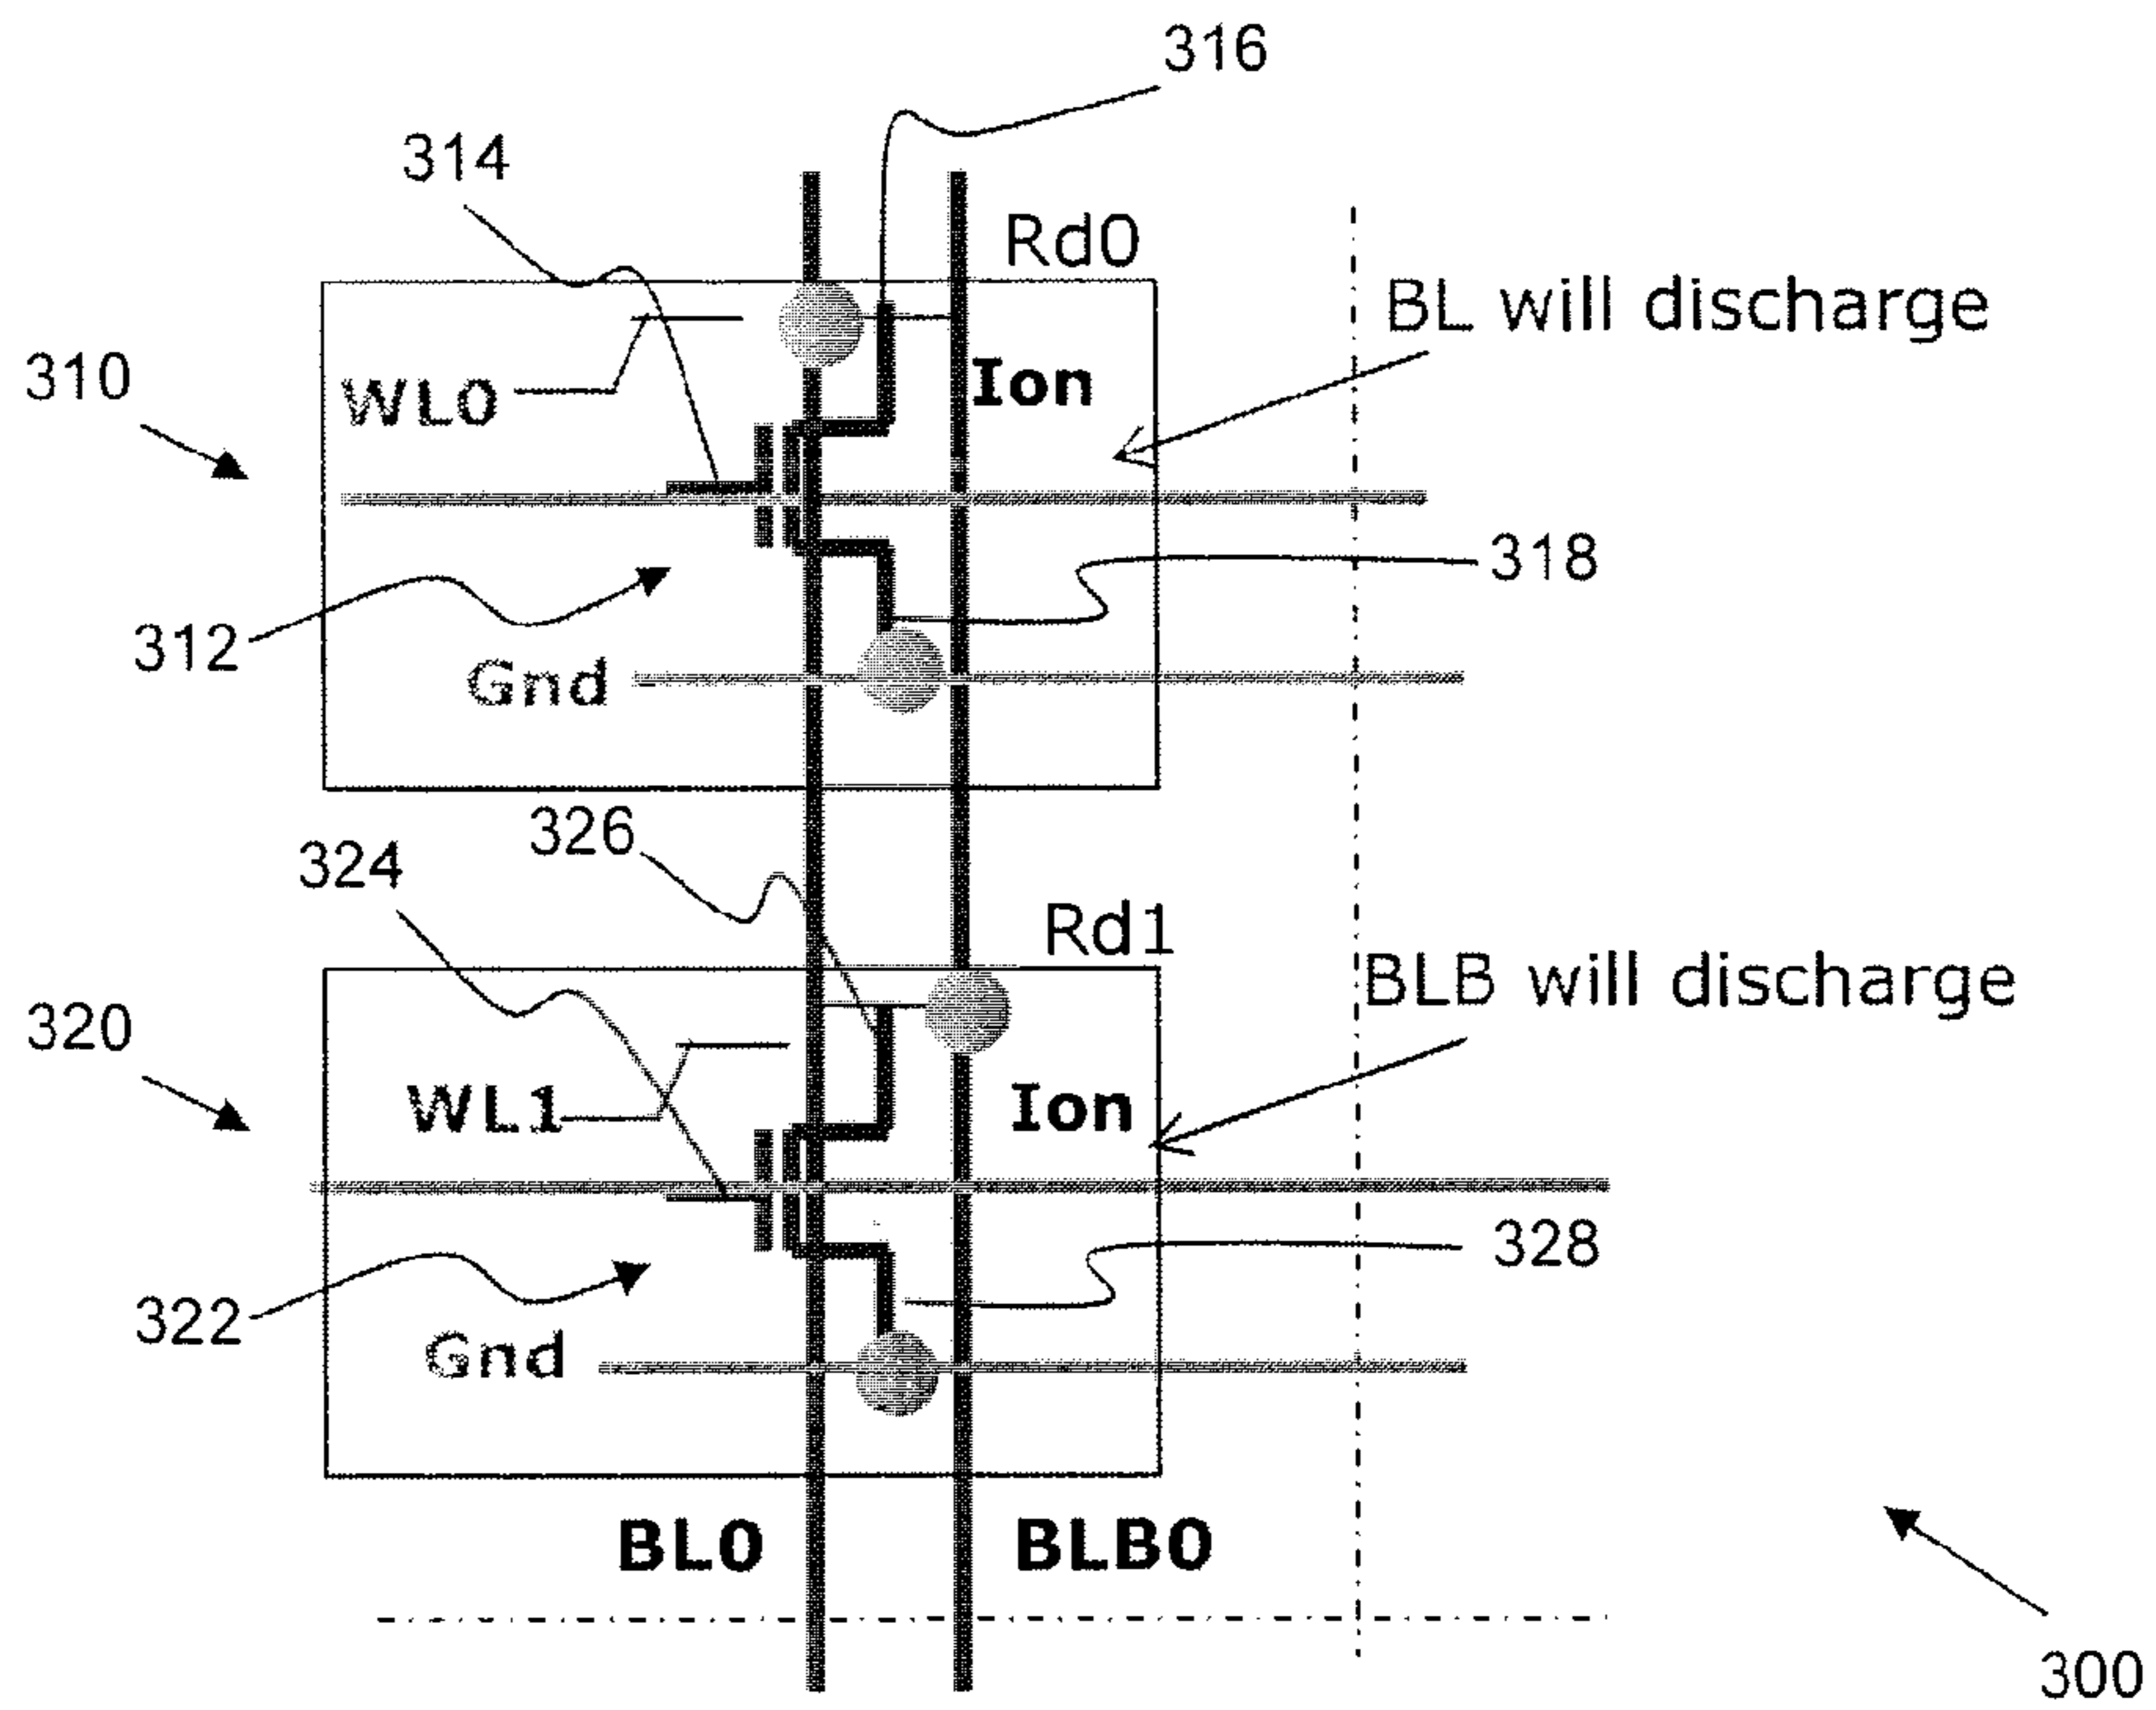 316
314
Rd0
BL will discharge
310
WL0
Ion
318
312
Gnd
326
324
Rd1
BLB will discharge
320
WL1
Ion
328
322
Gnd
BL0
BLB0
300